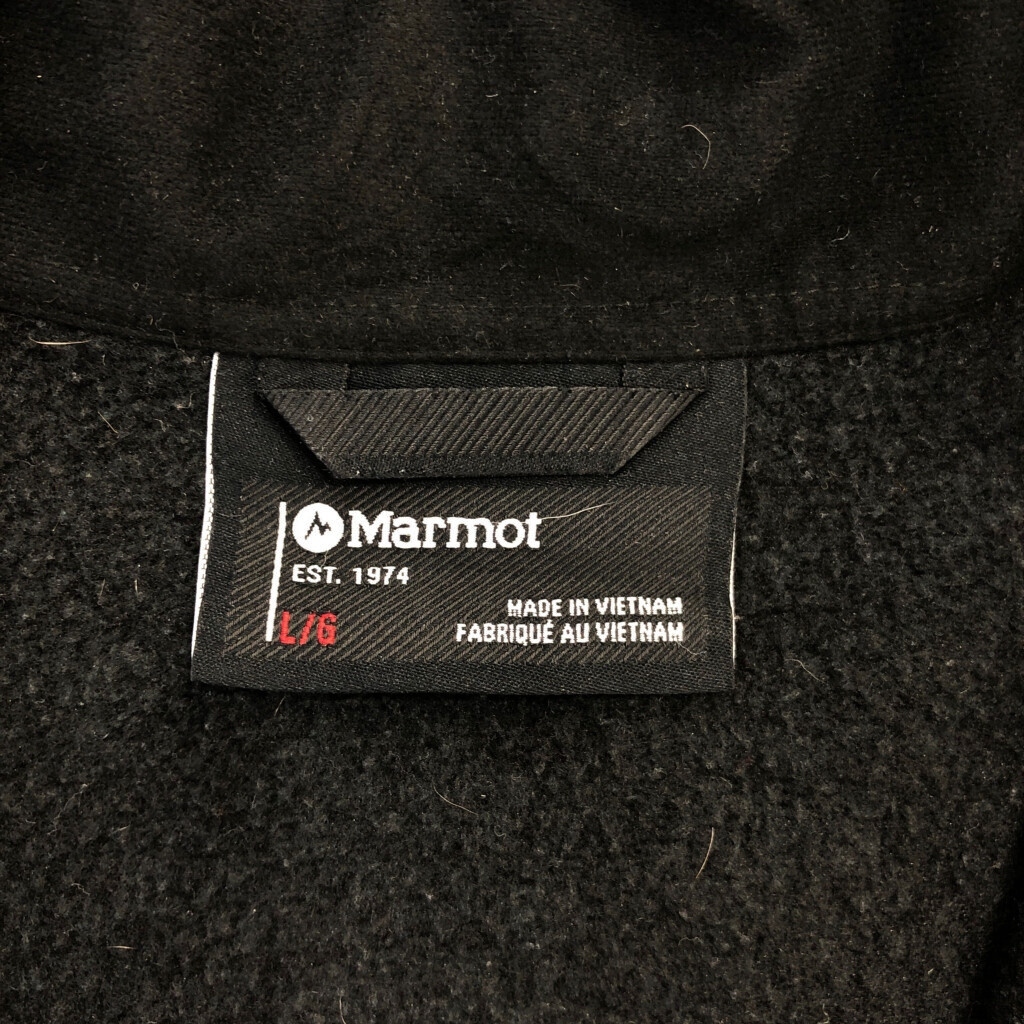 Marmot
EST. 1974
L/G
MADE IN VIETNAM
FABRIQUÉ AU VIETNAM